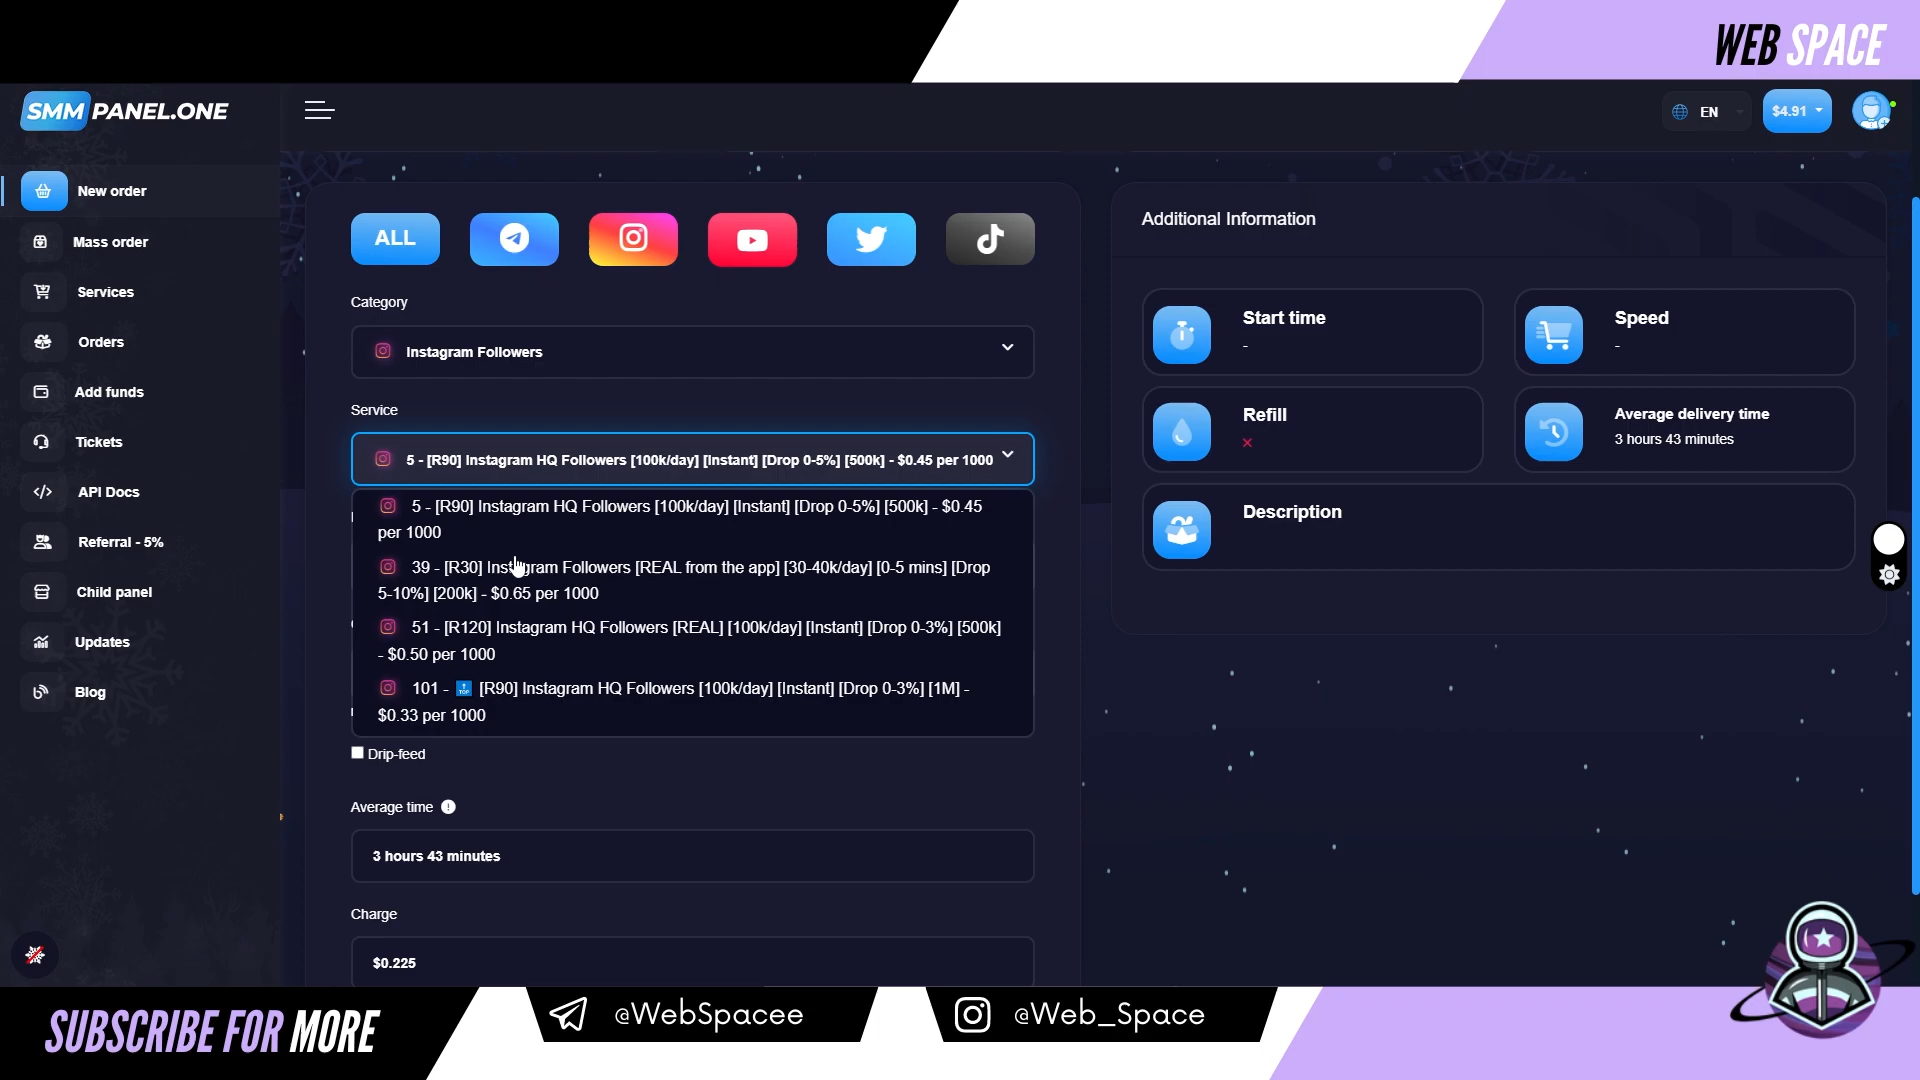 WEB SPACE
SMM PANEL.ONE
EN
$4.91
New order
Mass order
Services
Orders
Add funds
Tickets
API Docs
Referral - 5%
Child panel
Updates
Blog
ALL
Category
Instagram Followers
Service
5 - [R90] Instagram HQ Followers [100k/day] [Instant] [Drop 0-5%] [500k] - $0.45 per 1000
5 - [R90] Instagram HQ Followers [100k/day] [Instant] [Drop 0-5%] [500k] - $0.45
per 1000
39 - [R30] Instagram Followers [REAL from the app] [30-40k/day] [0-5 mins] [Drop
5-10%] [200k] - $0.65 per 1000
51 - [R120] Instagram HQ Followers [REAL] [100k/day] [Instant] [Drop 0-3%] [500k]
- $0.50 per 1000
101 - TOP [R90] Instagram HQ Followers [100k/day] [Instant] [Drop 0-3%] [1M] -
$0.33 per 1000
Drip-feed
Average time
3 hours 43 minutes
Charge
$0.225
Additional Information
Start time
-
Speed
-
Refill
Average delivery time
3 hours 43 minutes
Description
SUBSCRIBE FOR MORE
@WebSpacee
@Web_Space